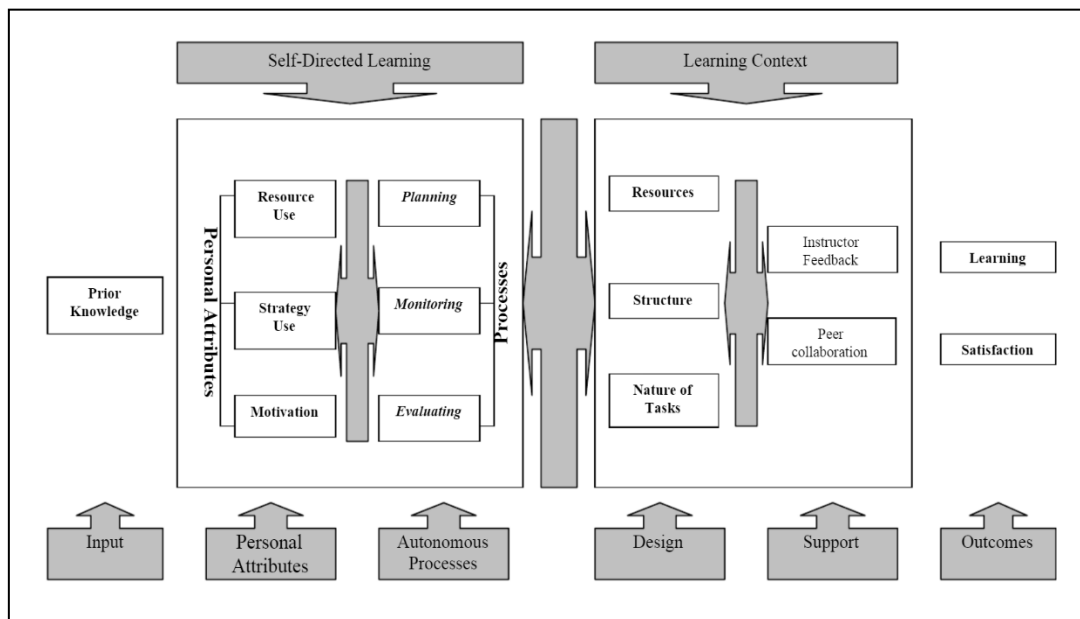 Self-Directed Learning
Learning Context
Prior
Knowledge
Personal Attributes
Resource
Use
Strategy
Use
Motivation
Planning
Monitoring
Evaluating
Processes
Resources
Structure
Nature of
Tasks
Instructor
Feedback
Peer
collaboration
Learning
Satisfaction
Input
Personal
Attributes
Autonomous
Processes
Design
Support
Outcomes